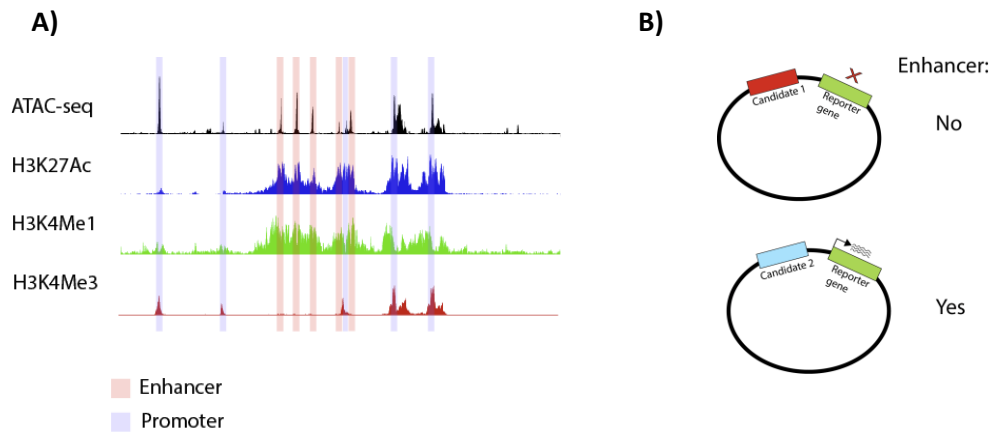 A)
ATAC-seq
H3K27Ac
H3K4Me1
H3K4Me3
Enhancer
Promoter
B)
Enhancer:
Candidate 1
Reporter
gene
No
Candidate 2
Reporter
gene
Yes